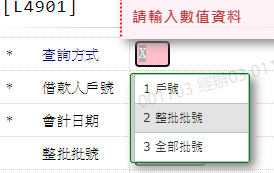 [L4901]
請輸入數值資料
* 查詢方式 X
* 借款人戶號
1 戶號
* 會計日期
2 整批批號
整批批號
3 全部批號